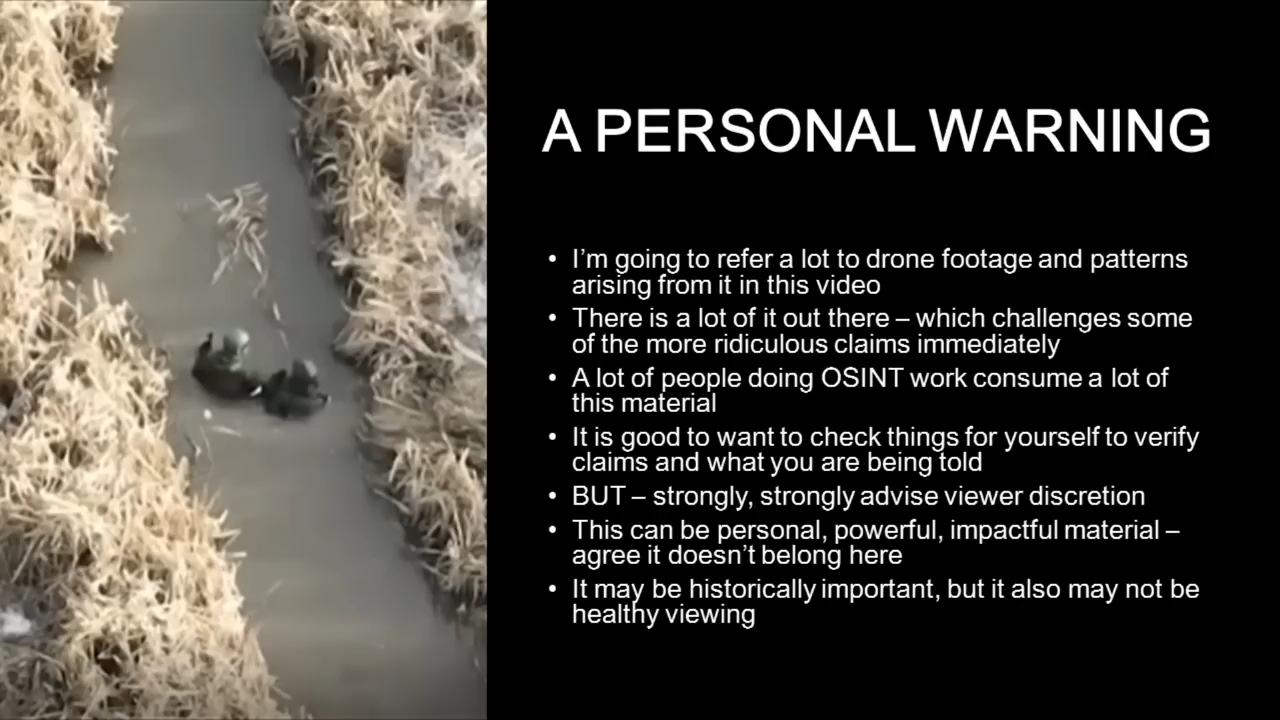 A PERSONAL WARNING
• I’m going to refer a lot to drone footage and patterns
arising from it in this video
• There is a lot of it out there – which challenges some
of the more ridiculous claims immediately
• A lot of people doing OSINT work consume a lot of
this material
• It is good to want to check things for yourself to verify
claims and what you are being told
• BUT – strongly, strongly advise viewer discretion
• This can be personal, powerful, impactful material –
agree it doesn’t belong here
• It may be historically important, but it also may not be
healthy viewing